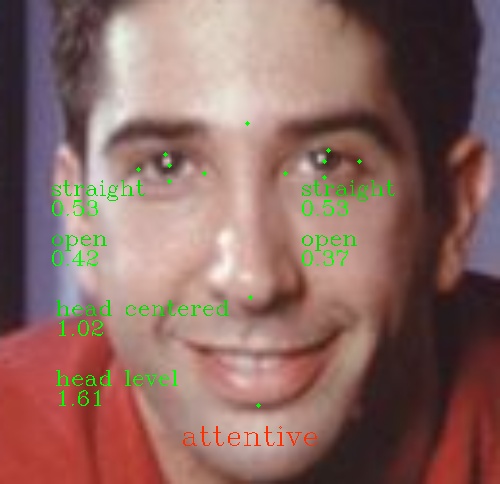 straight straight
0.53 0.53
open open
0.42 0.37
head centered
1.02
head level
1.61
attentive